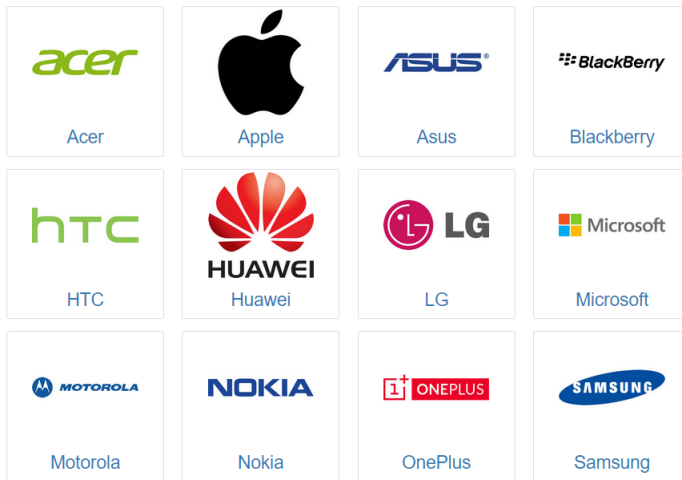 acer
Acer
Apple
ASUS®
Asus
BlackBerry
Blackberry
hTC
HTC
HUAWEI
Huawei
LG LG
LG
Microsoft
Microsoft
M MOTOROLA
Motorola
NOKIA
Nokia
1+ ONEPLUS
OnePlus
SAMSUNG
Samsung